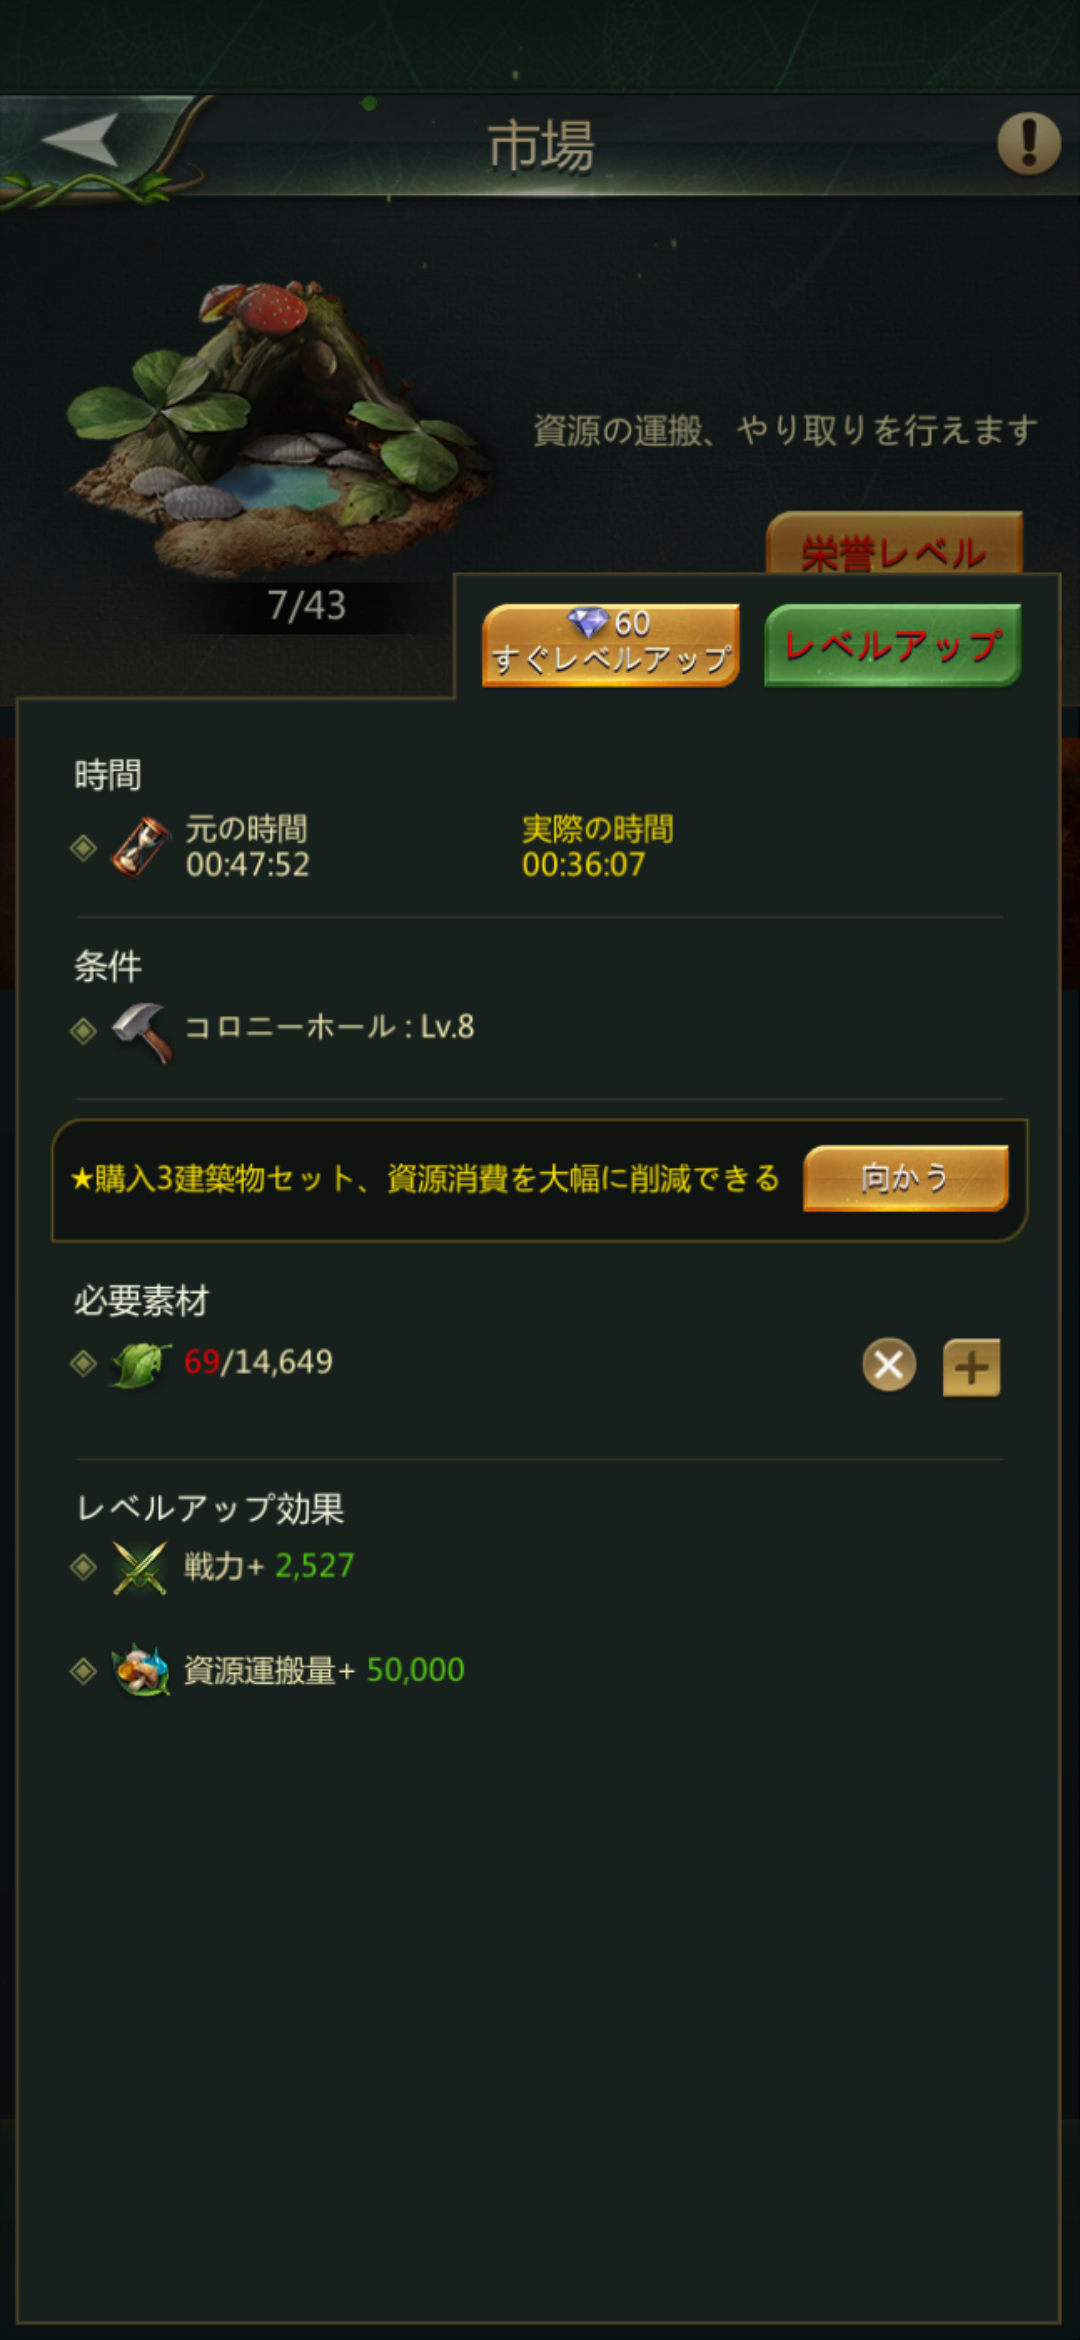 市場
資源の運搬、やり取りを行えます
栄誉レベル
7/43
60
すぐレベルアップ
レベルアップ
時間
元の時間
実際の時間
00:47:52
00:36:07
条件
コロニーホール : Lv.8
★購入3建築物セット、資源消費を大幅に削減できる
向かう
必要素材
69/14,649
レベルアップ効果
戦力+ 2,527
資源運搬量+ 50,000